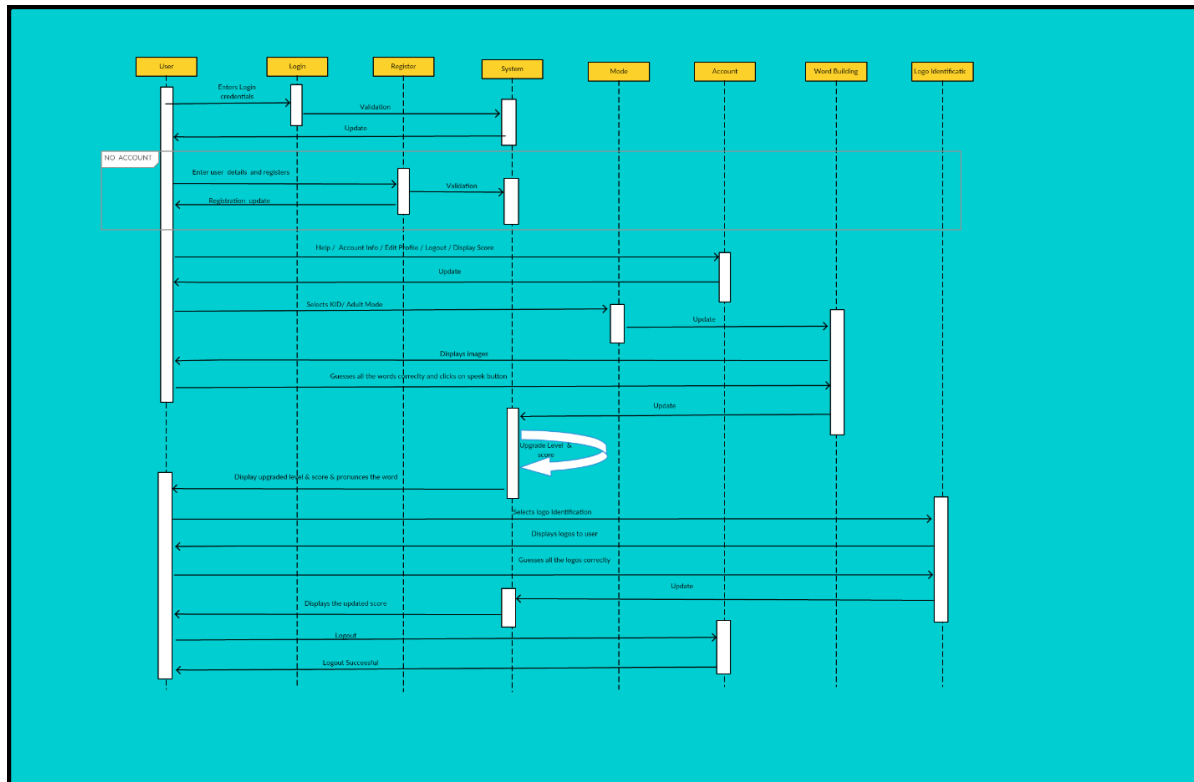 User
Login
Register
System
Mode
Account
Word Building
Logo Identificatic
Enters Login
credentials
Validation
Update
NO ACCOUNT
Enter user details and registers
Validation
Registration update
Help / Account Info / Edit Profile / Logout / Display Score
Update
Selects KID/ Adult Mode
Update
Displays images
Guesses all the words correclty and clicks on speek button
Update
Upgrade Level &
score
Display upgraded level & score & pronunces the word
Selects logo identification
Displays logos to user
Guesses all the logos correclty
Update
Displays the updated score
Logout
Logout Successful